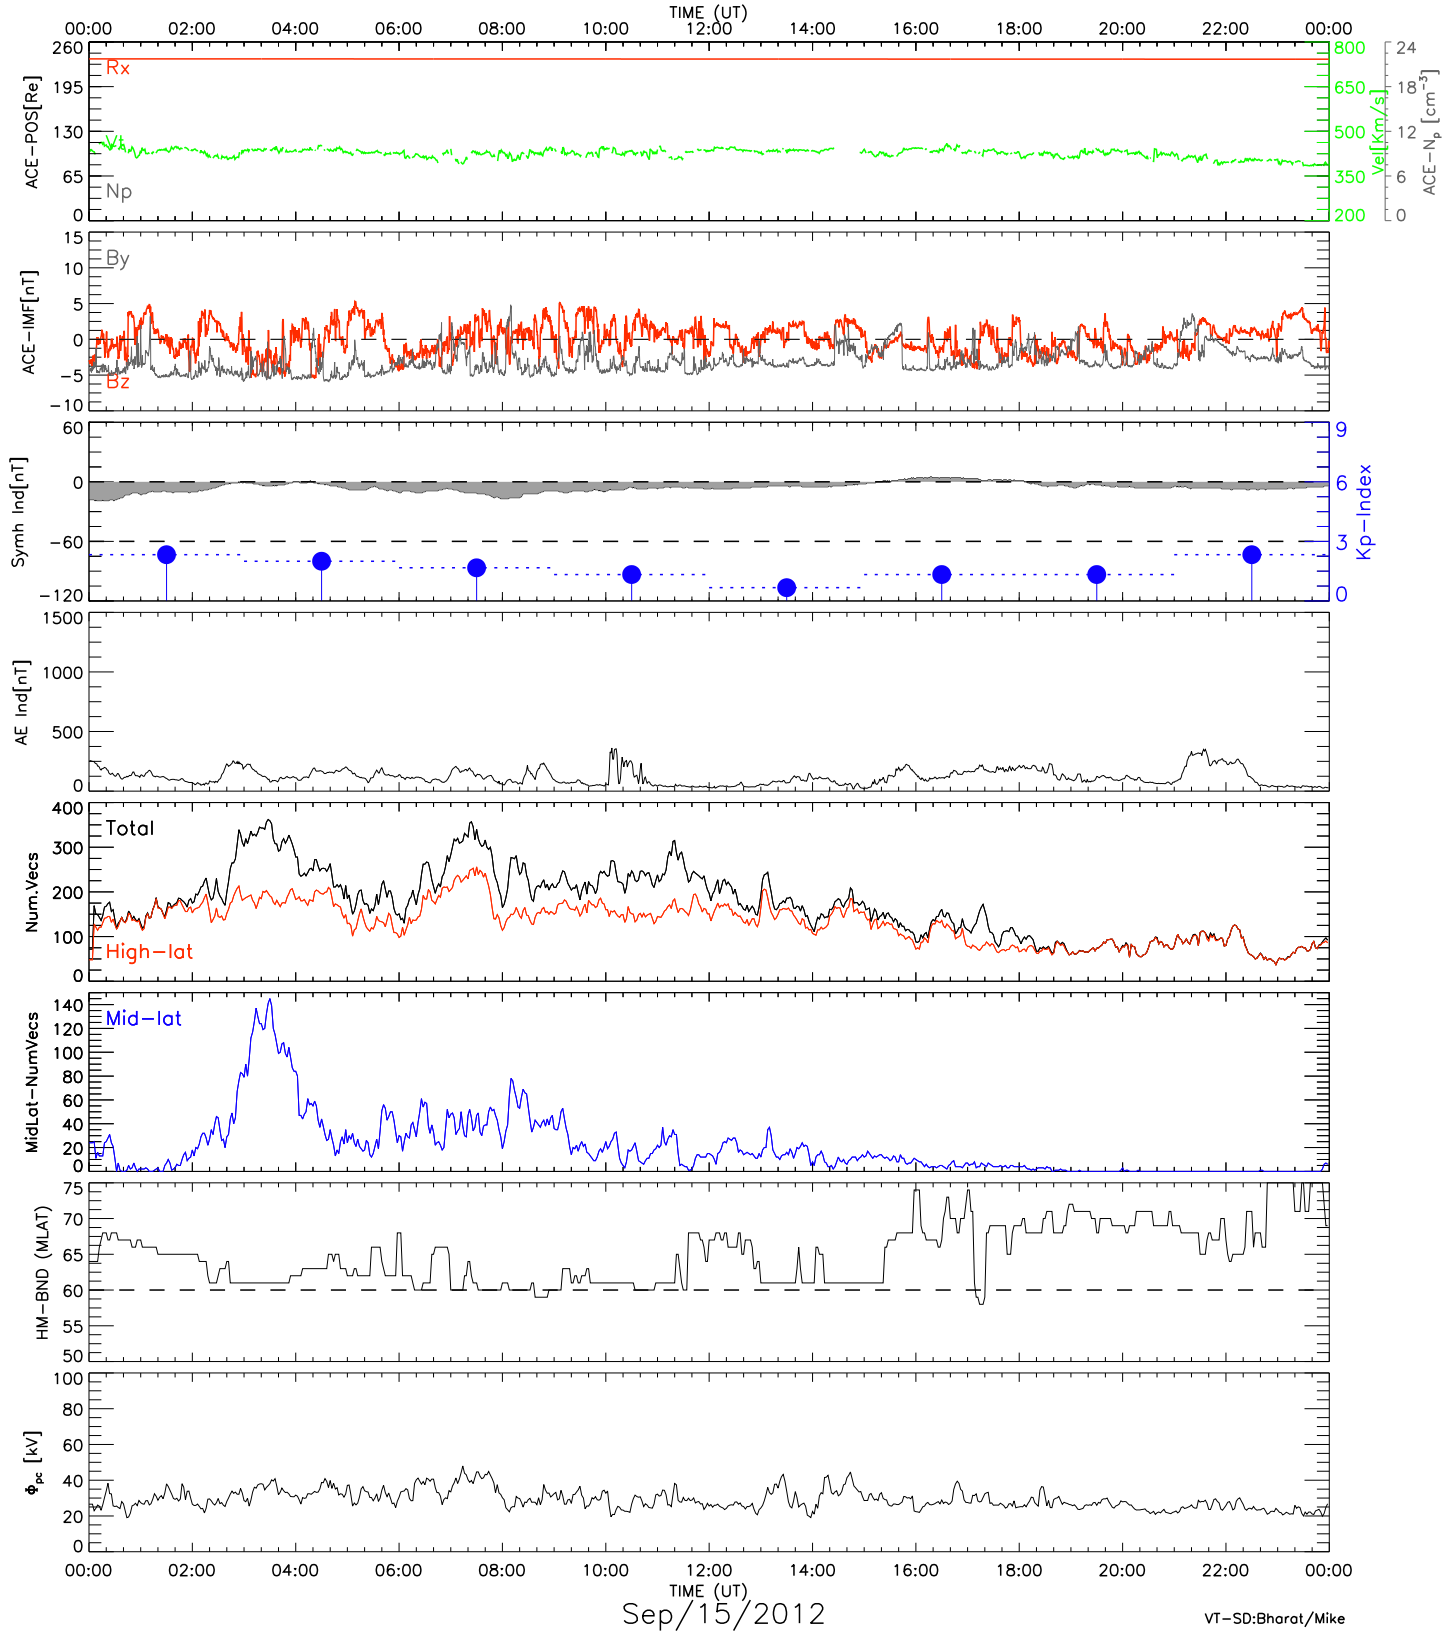 TIME (UT)
00:00 02:00 04:00 06:00 08:00 10:00 12:00 14:00 16:00 18:00 20:00 22:00 00:00
ACE-POS[Re]
260
195
130
65
0
Rx
Vt
Np
800
650
500
350
200
Vel[Km/s]
24
18
12
6
0
ACE-Np [cm-3]
ACE-IMF[nT]
15
10
5
0
-5
-10
By
Bz
Symh Ind[nT]
60
0
-60
-120
9
6
3
0
Kp-Index
AE Ind[nT]
1500
1000
500
0
Num.Vecs
400
300
200
100
0
Total
High-lat
MidLat-NumVecs
140
120
100
80
60
40
20
0
Mid-lat
HM-BND (MLAT)
75
70
65
60
55
50
Φpc [kV]
100
80
60
40
20
0
00:00 02:00 04:00 06:00 08:00 10:00 12:00 14:00 16:00 18:00 20:00 22:00 00:00
TIME (UT)
Sep/15/2012
VT-SD:Bharat/Mike